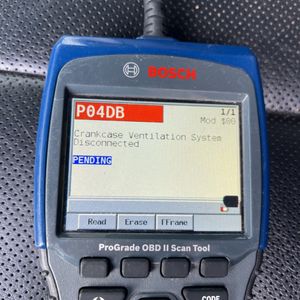 BOSCH
P04DB 1/1
Mod $00
Crankcase Ventilation System
Disconnected
PENDING
Read Erase FFrame
ProGrade OBD II Scan Tool
CODE